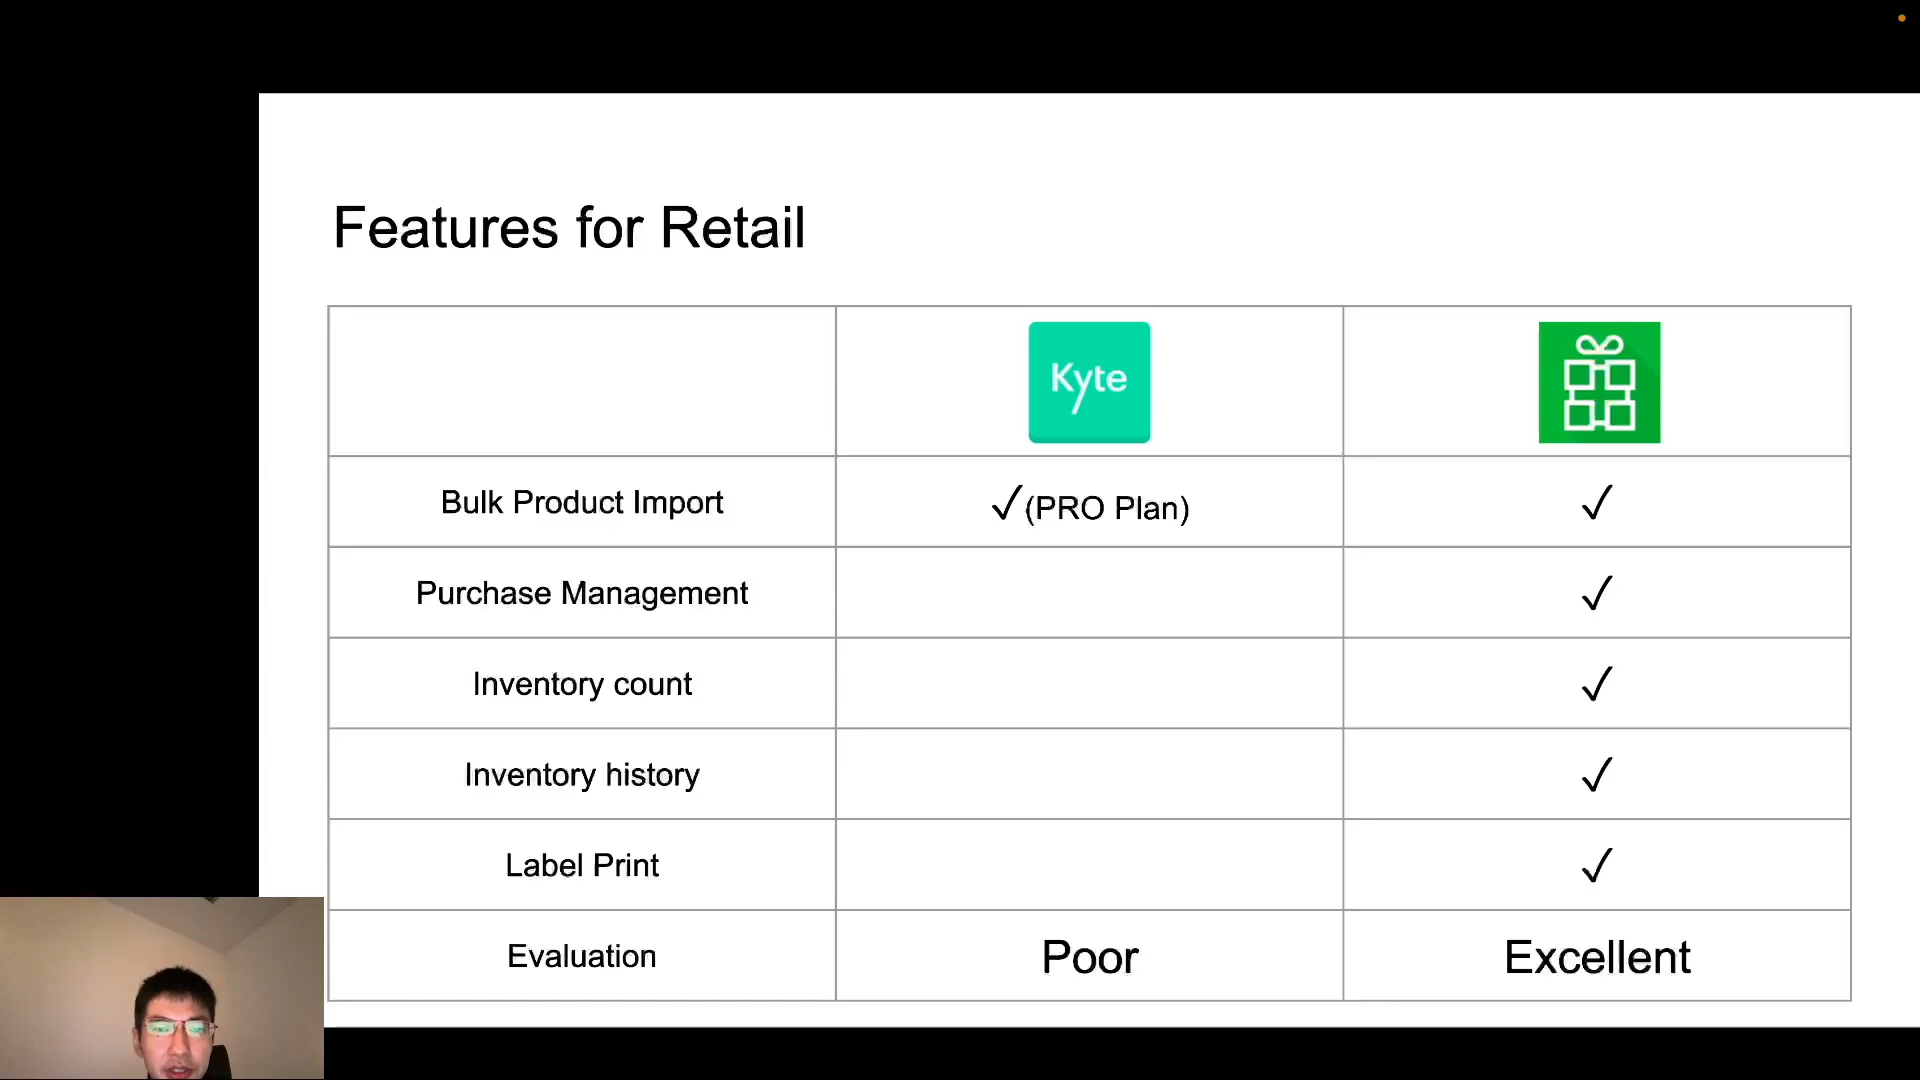 Features for Retail
Kyte
Bulk Product Import ✓(PRO Plan) ✓
Purchase Management ✓
Inventory count ✓
Inventory history ✓
Label Print ✓
Evaluation Poor Excellent